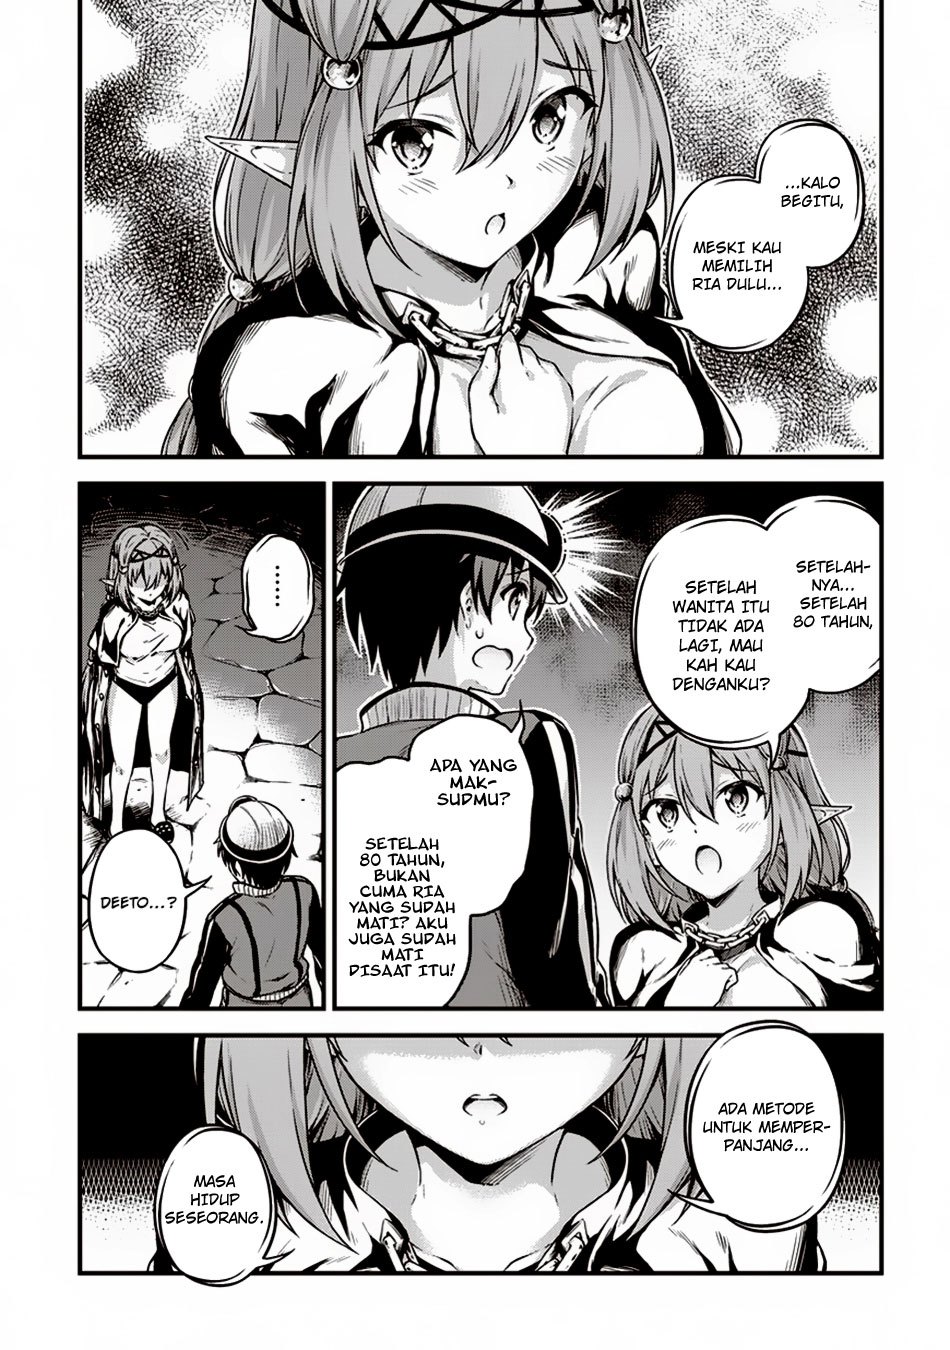 ...KALO
BEGITU,
MESKI KAU
MEMILIH
RIA DULU...
SETELAH-
NYA...
SETELAH
80 TAHUN,
SETELAH
WANITA ITU
TIDAK ADA
LAGI, MAU
KAH KAU
DENGANKU?
APA YANG
MAK-
SUDMU?
SETELAH
80 TAHUN,
BUKAN
CUMA RIA
YANG SUDAH
MATI? AKU
JUGA SUDAH
MATI
DISAAT ITU!
......
DEETO...?
ADA METODE
UNTUK MEMPER-
PANJANG...
MASA
HIDUP
SESEORANG.